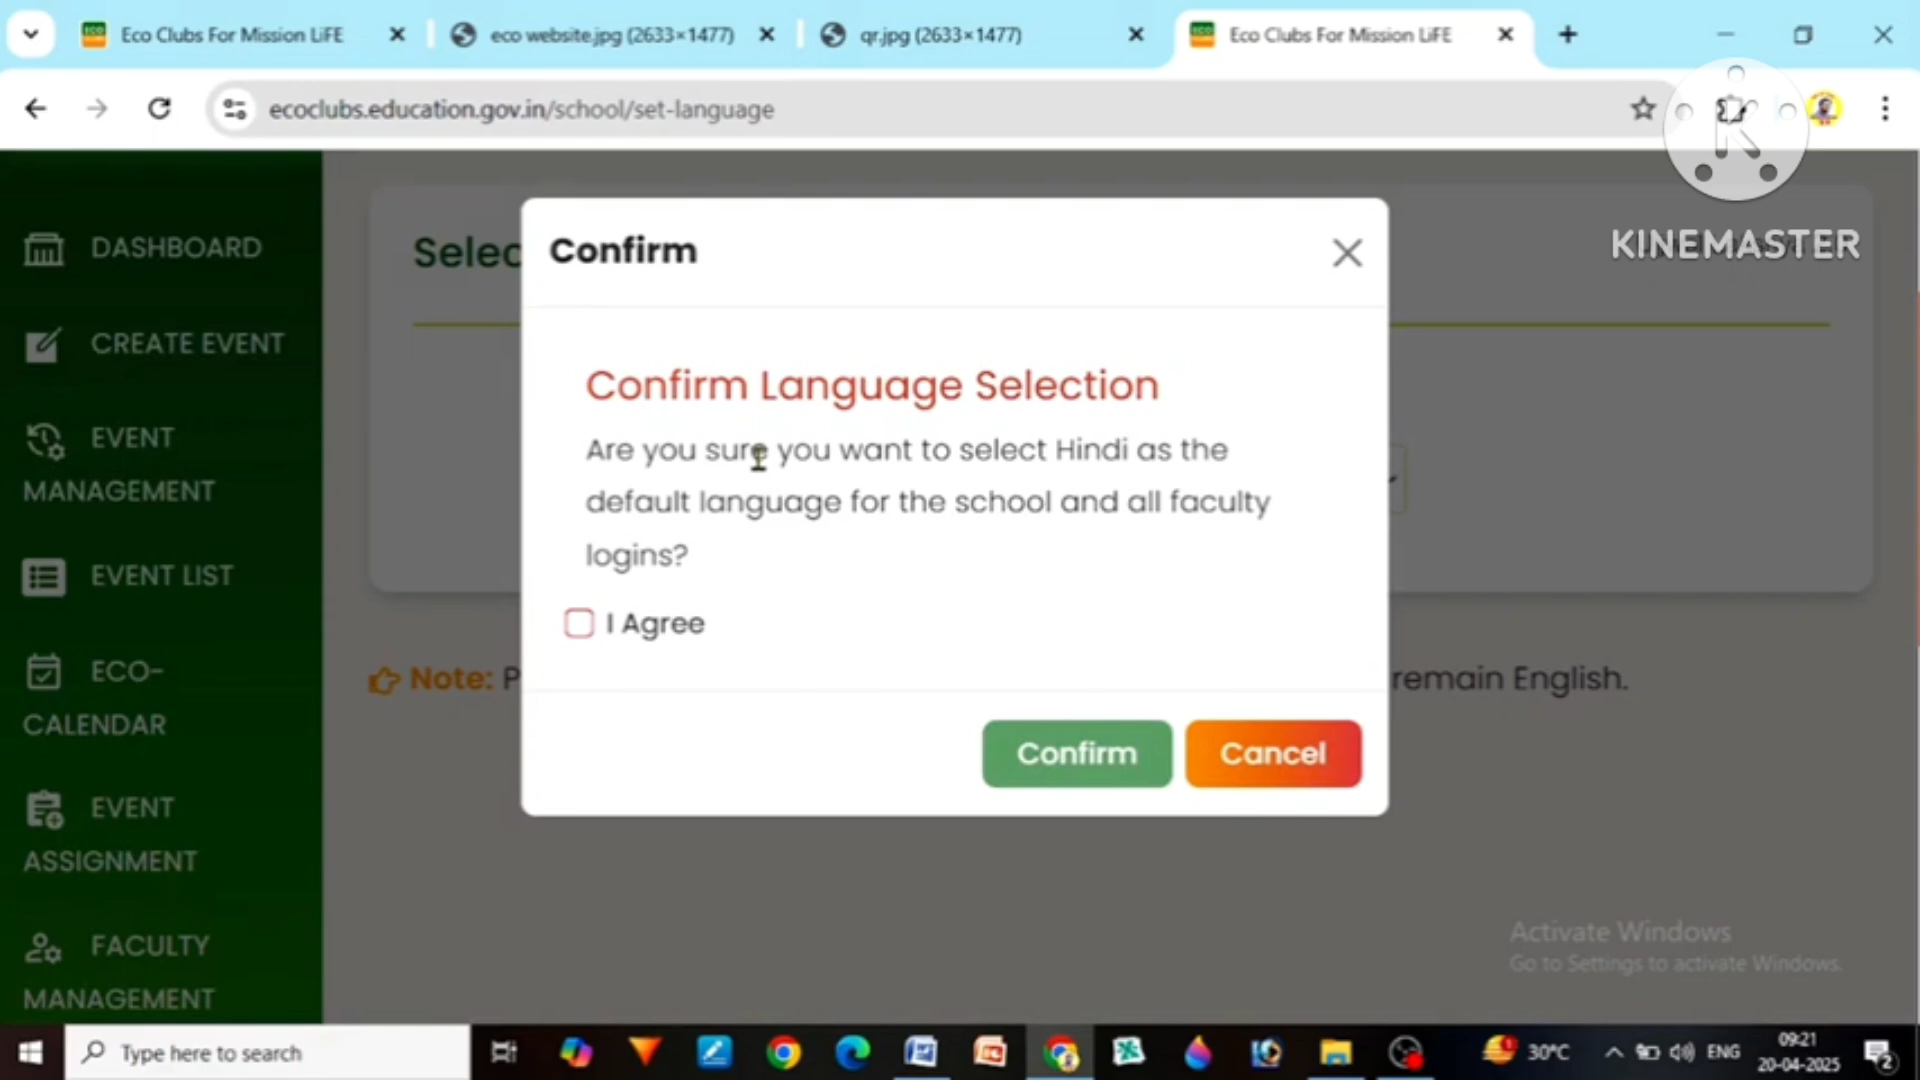 Eco Clubs For Mission LiFE
eco website.jpg (2633×1477)
qr.jpg (2633×1477)
Eco Clubs For Mission LiFE
ecoclubs.education.gov.in/school/set-language
KINEMASTER
DASHBOARD
CREATE EVENT
EVENT
MANAGEMENT
EVENT LIST
ECO-
CALENDAR
EVENT
ASSIGNMENT
FACULTY
MANAGEMENT
Selec
Confirm
Confirm Language Selection
Are you sure you want to select Hindi as the
default language for the school and all faculty
logins?
I Agree
Note: P
remain English.
Confirm
Cancel
Activate Windows
Go to Settings to activate Windows.
Type here to search
30°C
ENG
09:21
20-04-2025
2